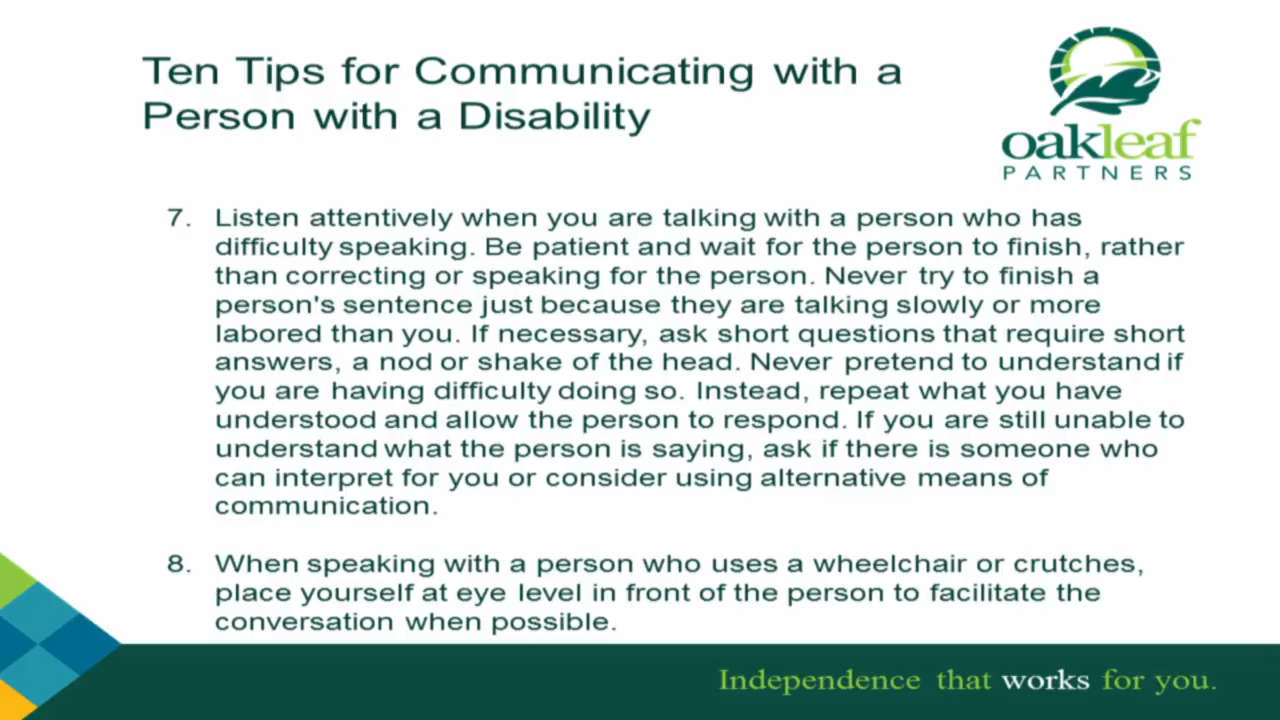 Ten Tips for Communicating with a
Person with a Disability
oakleaf
PARTNERS
7. Listen attentively when you are talking with a person who has
difficulty speaking. Be patient and wait for the person to finish, rather
than correcting or speaking for the person. Never try to finish a
person's sentence just because they are talking slowly or more
labored than you. If necessary, ask short questions that require short
answers, a nod or shake of the head. Never pretend to understand if
you are having difficulty doing so. Instead, repeat what you have
understood and allow the person to respond. If you are still unable to
understand what the person is saying, ask if there is someone who
can interpret for you or consider using alternative means of
communication.
8. When speaking with a person who uses a wheelchair or crutches,
place yourself at eye level in front of the person to facilitate the
conversation when possible.
Independence that works for you.